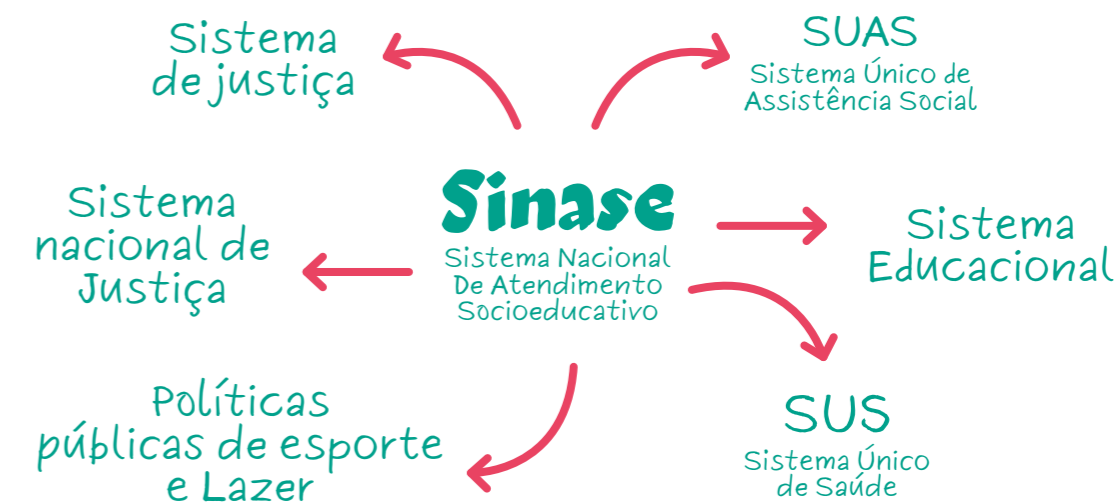 Sistema
de justiça
SUAS
Sistema Único de
Assistência Social
Sinase
Sistema Nacional
De Atendimento
Socioeducativo
Sistema
nacional de
Justiça
Sistema
Educacional
Políticas
públicas de esporte
e Lazer
SUS
Sistema Único
de Saúde